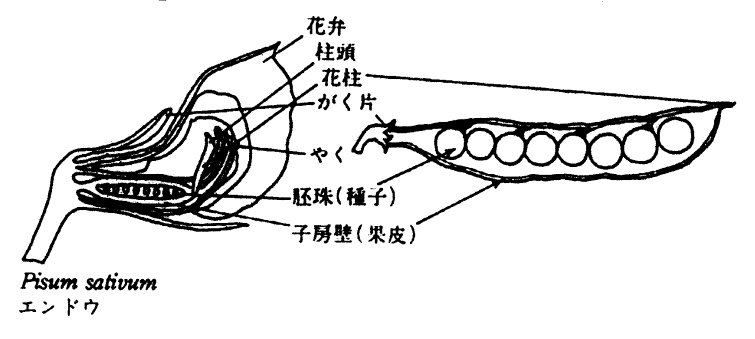 花弁
柱頭
花柱
がく片
やく
胚珠(種子)
子房壁(果皮)
Pisum sativum
エンドウ